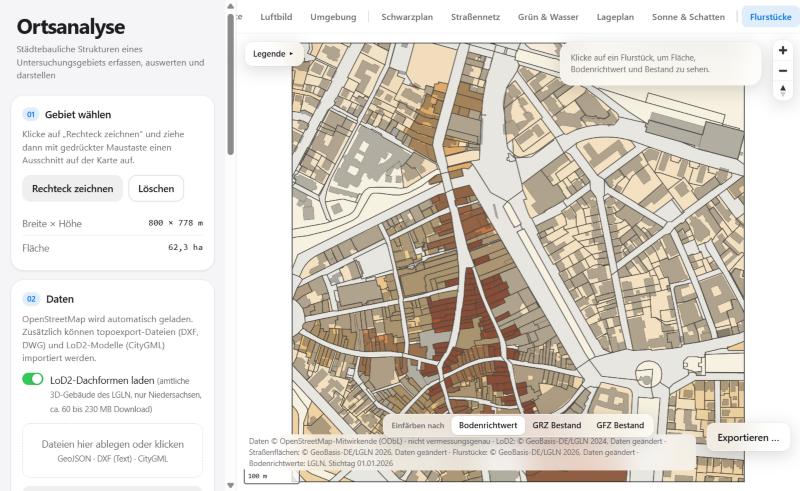 Ortsanalyse
Städtebauliche Strukturen eines
Untersuchungsgebiets erfassen, auswerten und
darstellen
01 Gebiet wählen
Klicke auf „Rechteck zeichnen“ und ziehe
dann mit gedrückter Maustaste einen
Ausschnitt auf der Karte auf.
Rechteck zeichnen Löschen
Breite × Höhe 800 × 778 m
Fläche 62,3 ha
02 Daten
OpenStreetMap wird automatisch geladen.
Zusätzlich können topoexport-Dateien (DXF,
DWG) und LoD2-Modelle (CityGML)
importiert werden.
LoD2-Dachformen laden (amtliche
3D-Gebäude des LGLN, nur Niedersachsen,
ca. 60 bis 230 MB Download)
Dateien hier ablegen oder klicken
GeoJSON · DXF (Text) · CityGML
Luftbild Umgebung Schwarzplan Straßennetz Grün & Wasser Lageplan Sonne & Schatten Flurstücke
Legende
Klicke auf ein Flurstück, um Fläche,
Bodenrichtwert und Bestand zu sehen.
Einfärben nach Bodenrichtwert GRZ Bestand GFZ Bestand
Daten © OpenStreetMap-Mitwirkende (ODbL) · nicht vermessungsgenau · LoD2: © GeoBasis-DE/LGLN 2024. Daten geändert ·
Straßenflächen: © GeoBasis-DE/LGLN 2026. Daten geändert · Flurstücke: © GeoBasis-DE/LGLN 2026, Daten geändert ·
Bodenrichtwerte: LGLN, Stichtag 01.01.2026
100 m
Exportieren ...